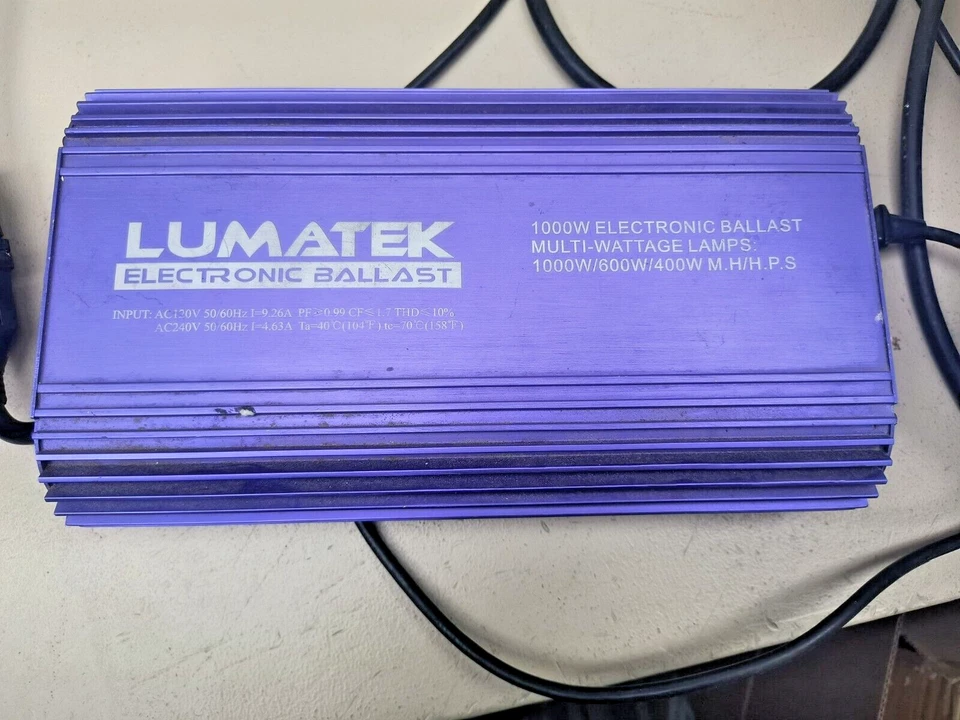 LUMATEK
ELECTRONIC BALLAST
1000W ELECTRONIC BALLAST
MULTI-WATTAGE LAMPS:
1000W/600W/400W M.H/H.P.S
INPUT: AC120V 50/60Hz I=9.26A PF>0.99 CF≤1.7 THD<10%
AC240V 50/60Hz I=4.63A Ta=40℃(104℉) tc=70℃(158℉)